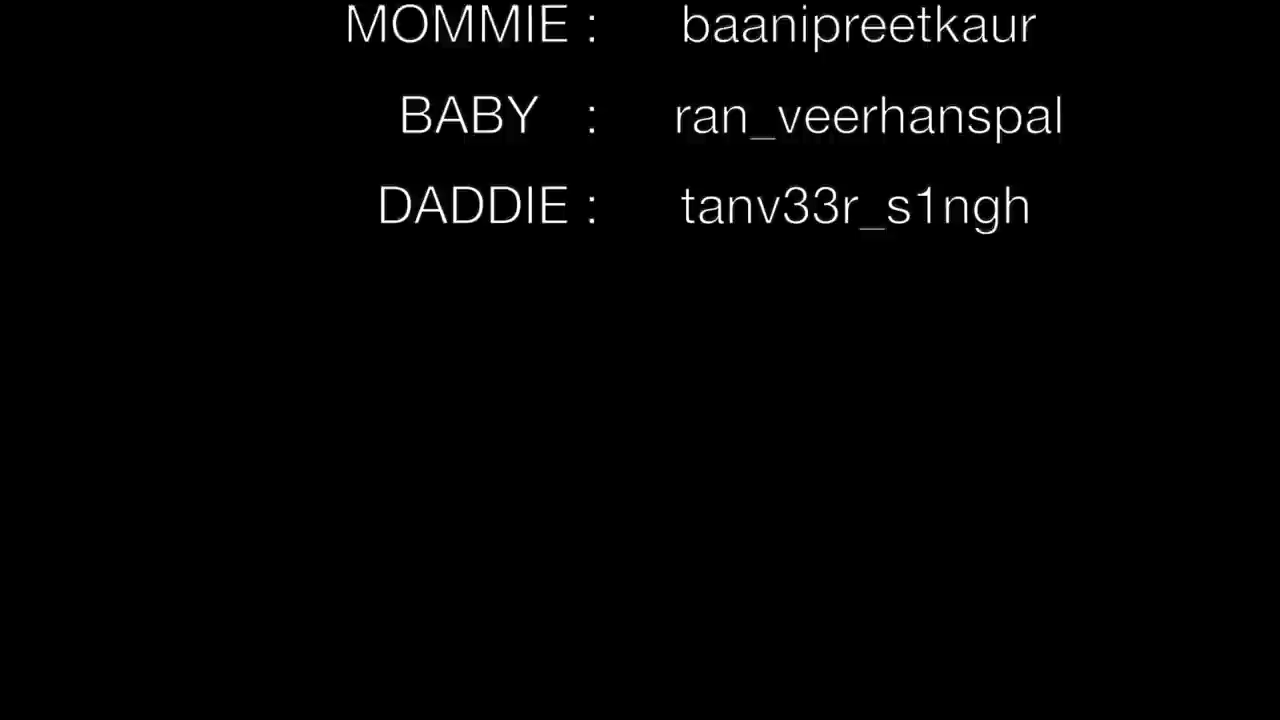 MOMMIE : baanipreetkaur
BABY : ran_veerhanspal
DADDIE : tanv33r_s1ngh